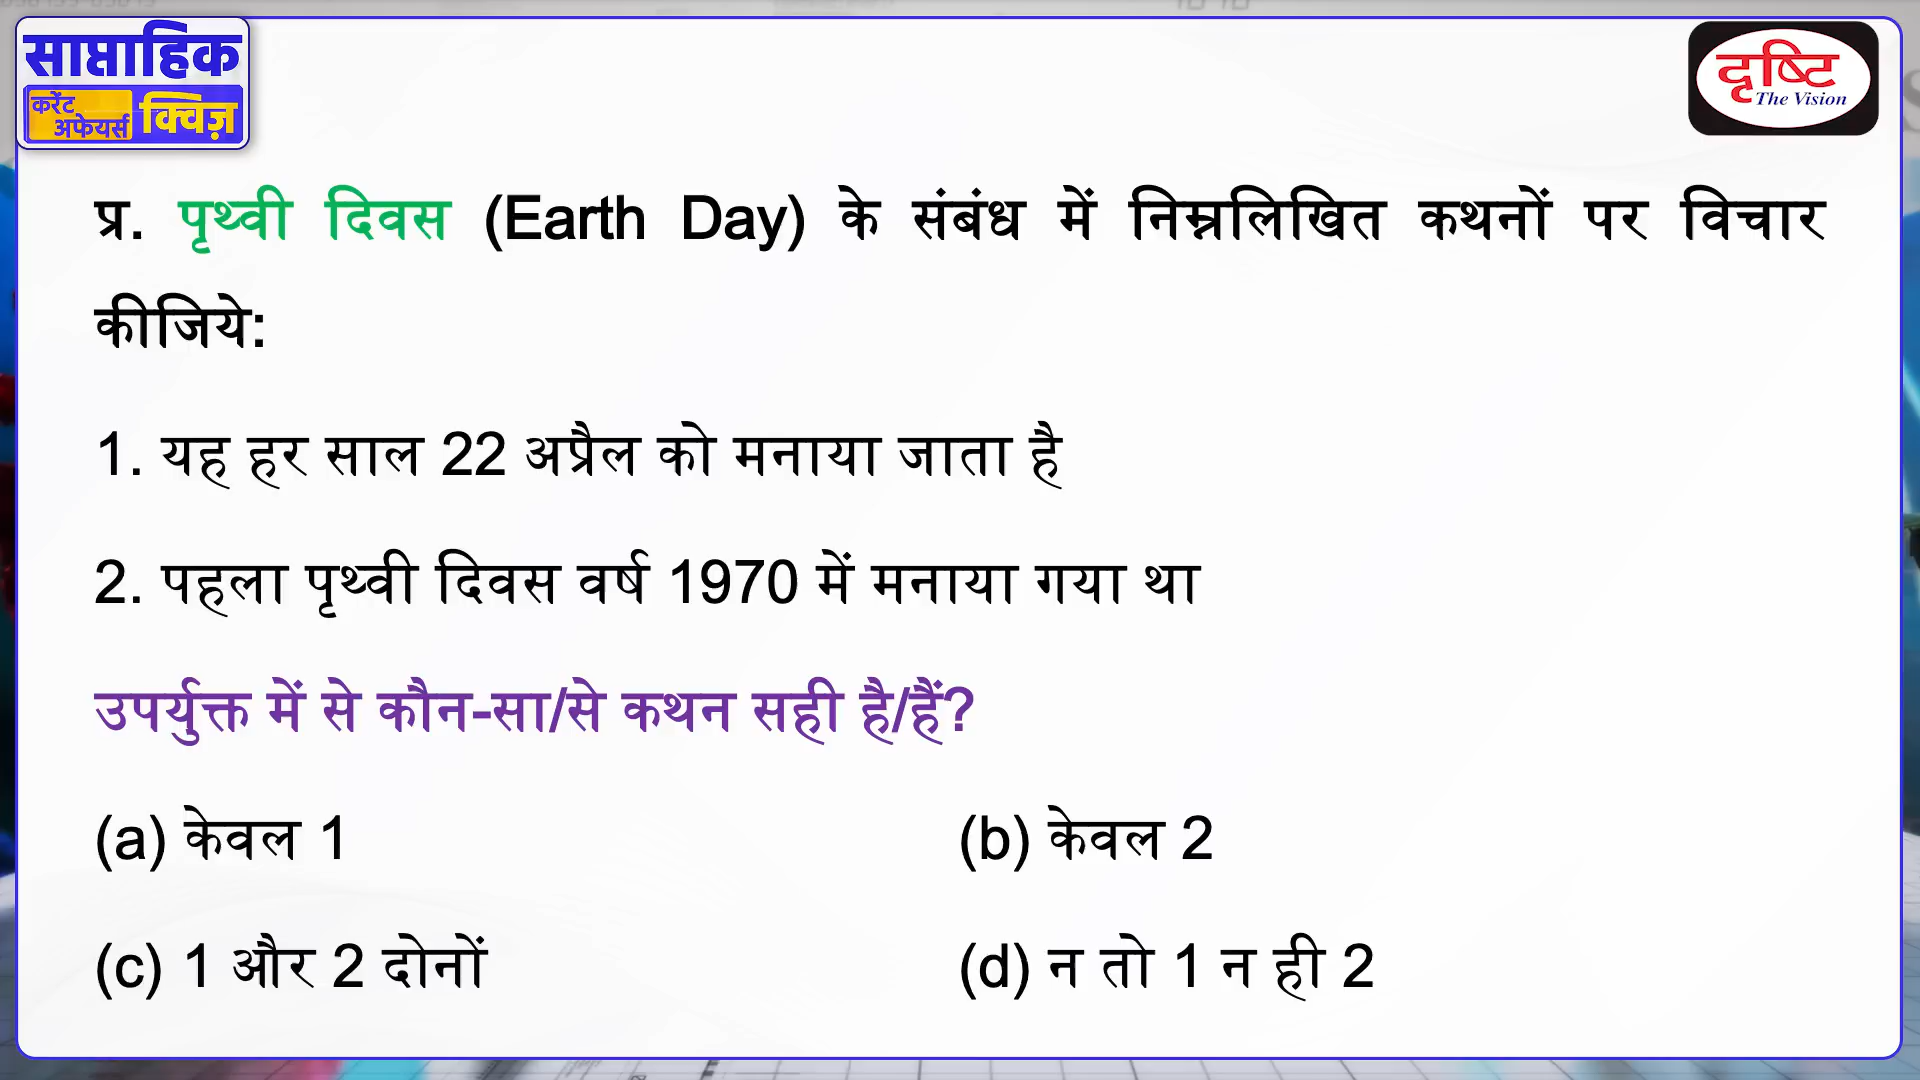 साप्ताहिक
करेंट
अफेयर्स क्विज़
दृष्टि
The Vision
प्र. पृथ्वी दिवस (Earth Day) के संबंध में निम्नलिखित कथनों पर विचार
कीजिये:
1. यह हर साल 22 अप्रैल को मनाया जाता है
2. पहला पृथ्वी दिवस वर्ष 1970 में मनाया गया था
उपर्युक्त में से कौन-सा/से कथन सही है/हैं?
(a) केवल 1 (b) केवल 2
(c) 1 और 2 दोनों (d) न तो 1 न ही 2